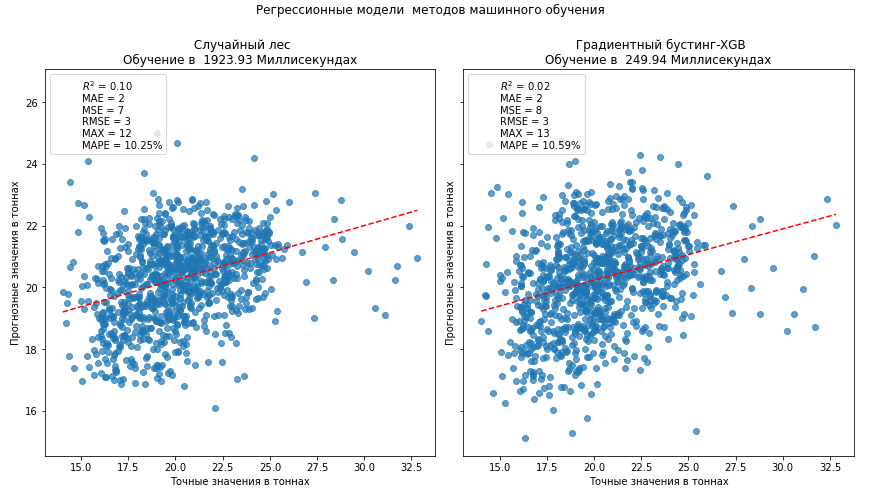 Регрессионные модели методов машинного обучения
Случайный лес
Обучение в 1923.93 Миллисекундах
R² = 0.10
MAE = 2
MSE = 7
RMSE = 3
MAX = 12
MAPE = 10.25%
Прогнозные значения в тоннах
26
24
22
20
18
16
15.0 17.5 20.0 22.5 25.0 27.5 30.0 32.5
Точные значения в тоннах
Градиентный бустинг-XGB
Обучение в 249.94 Миллисекундах
R² = 0.02
MAE = 2
MSE = 8
RMSE = 3
MAX = 13
MAPE = 10.59%
Прогнозные значения в тоннах
15.0 17.5 20.0 22.5 25.0 27.5 30.0 32.5
Точные значения в тоннах